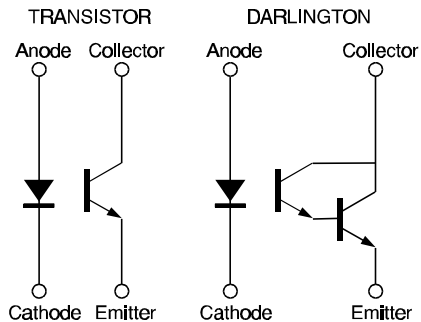 TRANSISTOR DARLINGTON
Anode Collector Anode Collector
Cathode Emitter Cathode Emitter